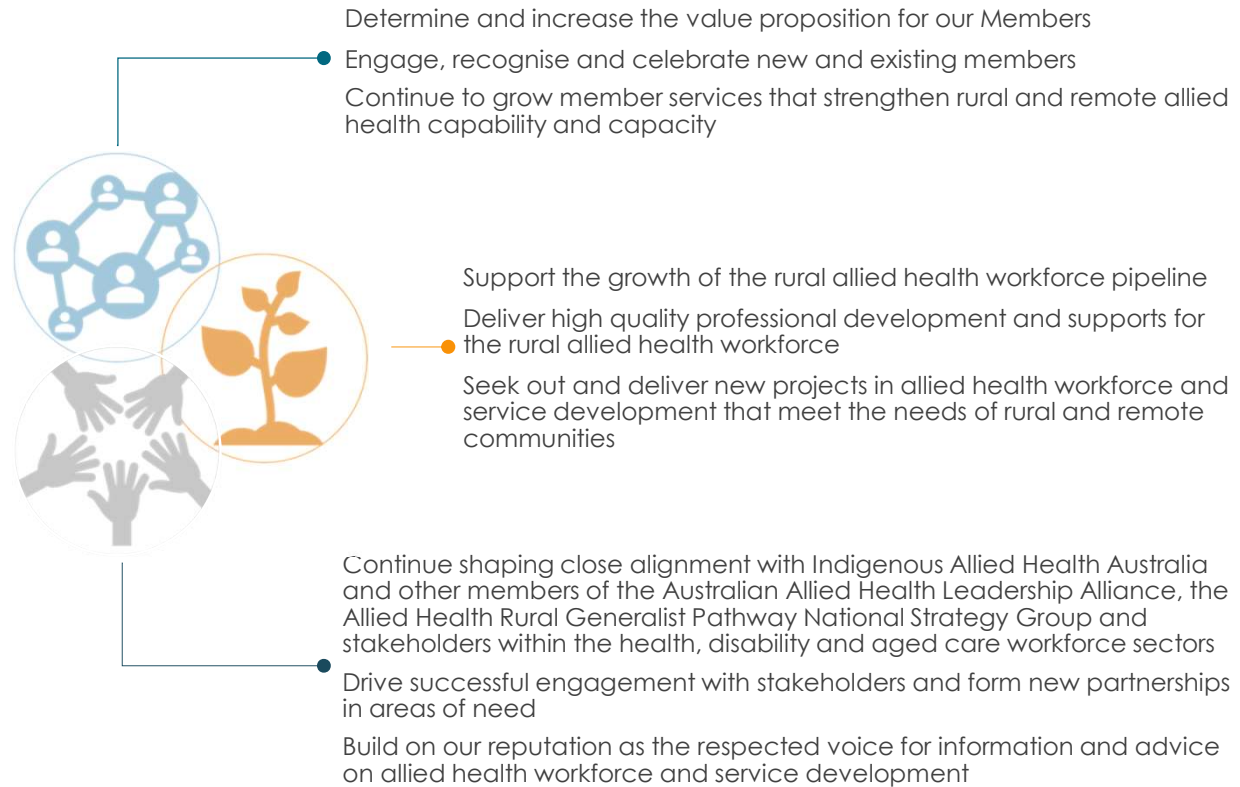 Determine and increase the value proposition for our Members
Engage, recognise and celebrate new and existing members
Continue to grow member services that strengthen rural and remote allied
health capability and capacity
Support the growth of the rural allied health workforce pipeline
Deliver high quality professional development and supports for
the rural allied health workforce
Seek out and deliver new projects in allied health workforce and
service development that meet the needs of rural and remote
communities
Continue shaping close alignment with Indigenous Allied Health Australia
and other members of the Australian Allied Health Leadership Alliance, the
Allied Health Rural Generalist Pathway National Strategy Group and
stakeholders within the health, disability and aged care workforce sectors
Drive successful engagement with stakeholders and form new partnerships
in areas of need
Build on our reputation as the respected voice for information and advice
on allied health workforce and service development